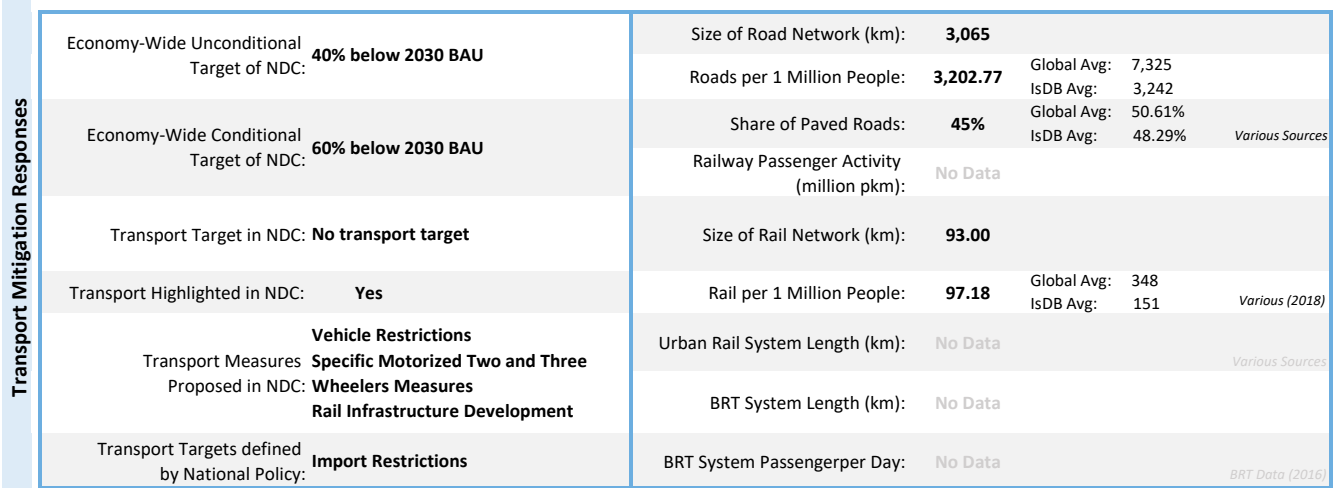 Transport Mitigation Responses
Economy-Wide Unconditional
Target of NDC:
40% below 2030 BAU
Economy-Wide Conditional
Target of NDC:
60% below 2030 BAU
Transport Target in NDC: No transport target
Transport Highlighted in NDC: Yes
Transport Measures
Proposed in NDC:
Vehicle Restrictions
Specific Motorized Two and Three
Wheelers Measures
Rail Infrastructure Development
Transport Targets defined
by National Policy:
Import Restrictions
Size of Road Network (km): 3,065
Roads per 1 Million People: 3,202.77
Global Avg: 7,325
IsDB Avg: 3,242
Share of Paved Roads: 45%
Global Avg: 50.61%
IsDB Avg: 48.29%
Various Sources
Railway Passenger Activity
(million pkm):
No Data
Size of Rail Network (km): 93.00
Rail per 1 Million People: 97.18
Global Avg: 348
IsDB Avg: 151
Various (2018)
Urban Rail System Length (km): No Data
Various Sources
BRT System Length (km): No Data
BRT System Passengerper Day: No Data
BRT Data (2016)